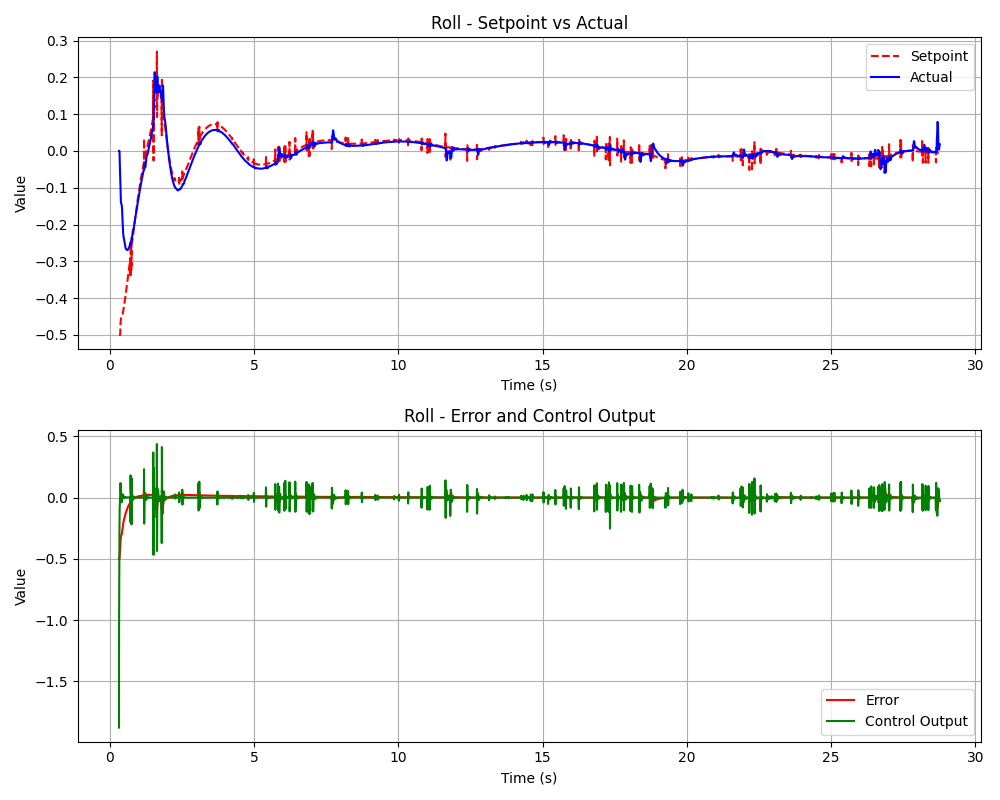 Roll - Setpoint vs Actual
0.3
0.2
0.1
0.0
−0.1
−0.2
−0.3
−0.4
−0.5
Value
Setpoint
Actual
0 5 10 15 20 25 30
Time (s)
Roll - Error and Control Output
0.5
0.0
−0.5
−1.0
−1.5
Value
Error
Control Output
0 5 10 15 20 25 30
Time (s)